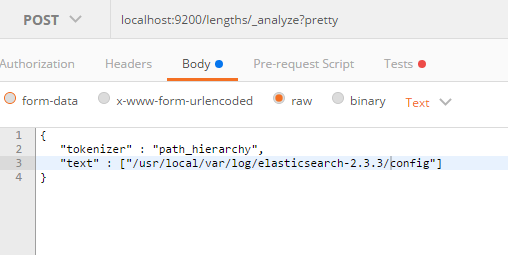 POST localhost:9200/lengths/_analyze?pretty
Authorization Headers Body Pre-request Script Tests
form-data x-www-form-urlencoded raw binary Text
1 {
2 "tokenizer" : "path_hierarchy",
3 "text" : ["/usr/local/var/log/elasticsearch-2.3.3/config"]
4 }